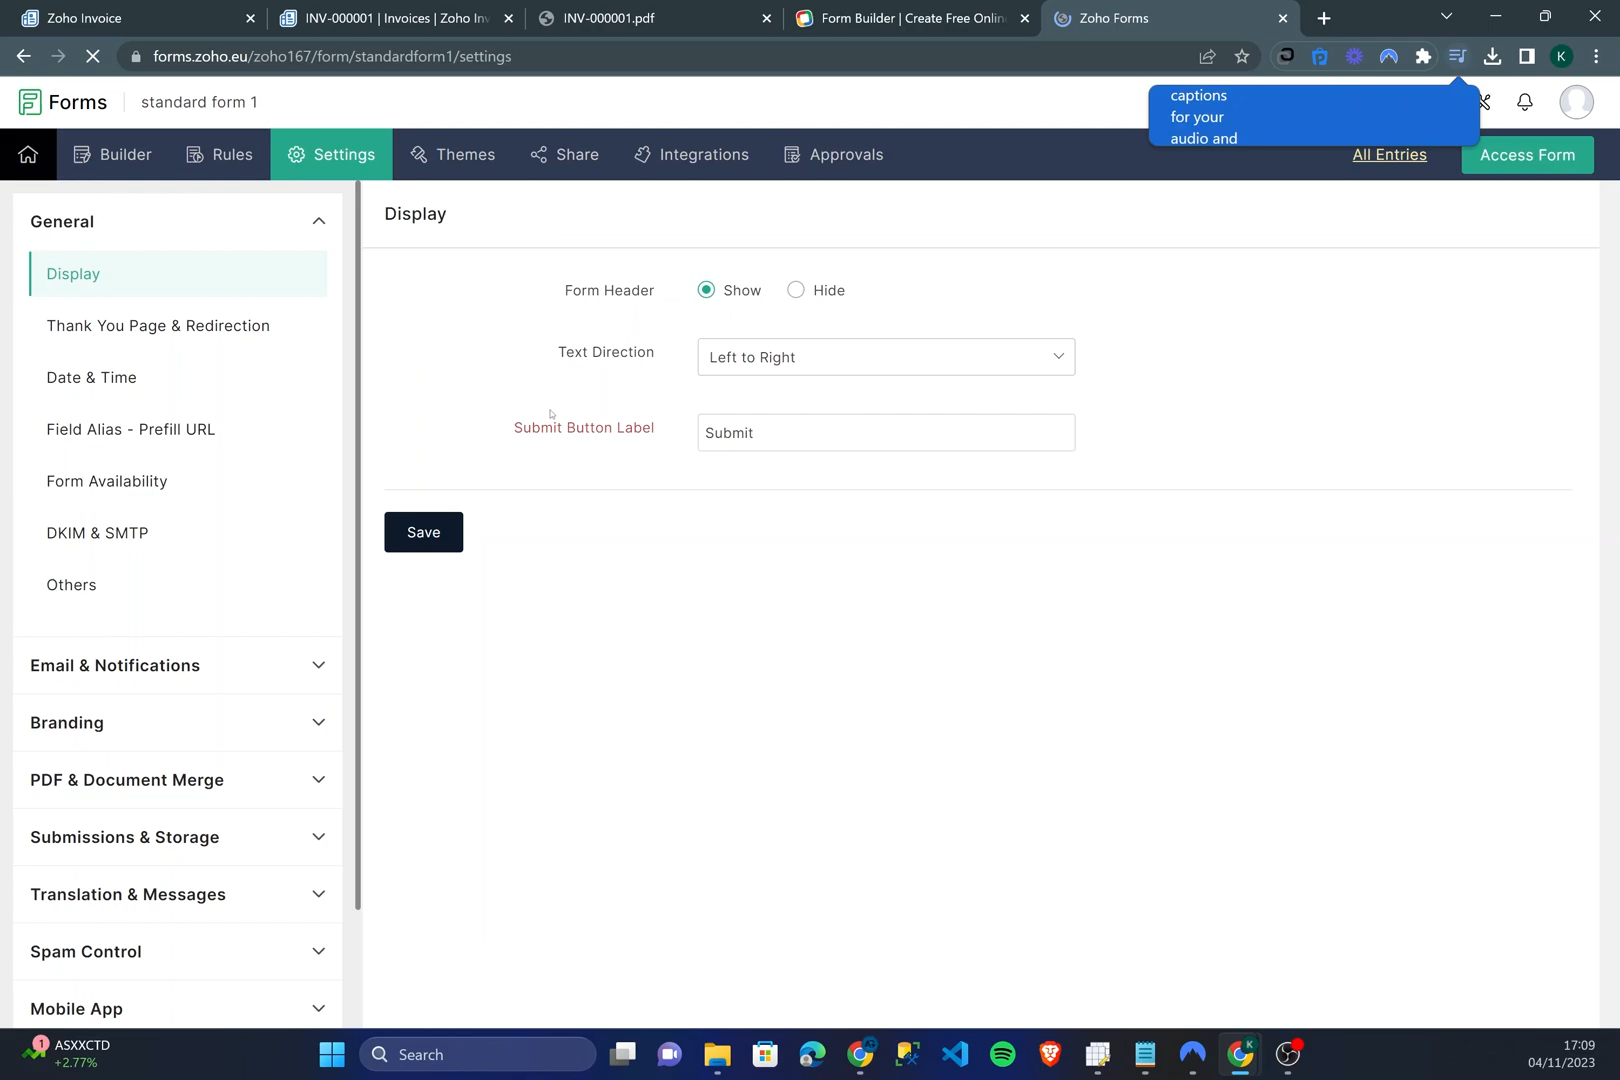 Zoho Invoice
INV-000001 | Invoices | Zoho Inv
INV-000001.pdf
Form Builder | Create Free Onlin
Zoho Forms
forms.zoho.eu/zoho167/form/standardform1/settings
K
Forms
standard form 1
captions
for your
audio and
Builder
Rules
Settings
Themes
Share
Integrations
Approvals
All Entries
Access Form
General
Display
Thank You Page & Redirection
Date & Time
Field Alias - Prefill URL
Form Availability
DKIM & SMTP
Others
Email & Notifications
Branding
PDF & Document Merge
Submissions & Storage
Translation & Messages
Spam Control
Mobile App
Display
Form Header
Show
Hide
Text Direction
Left to Right
Submit Button Label
Submit
Save
1
ASXXCTD
+2.77%
Search
K
17:09
04/11/2023